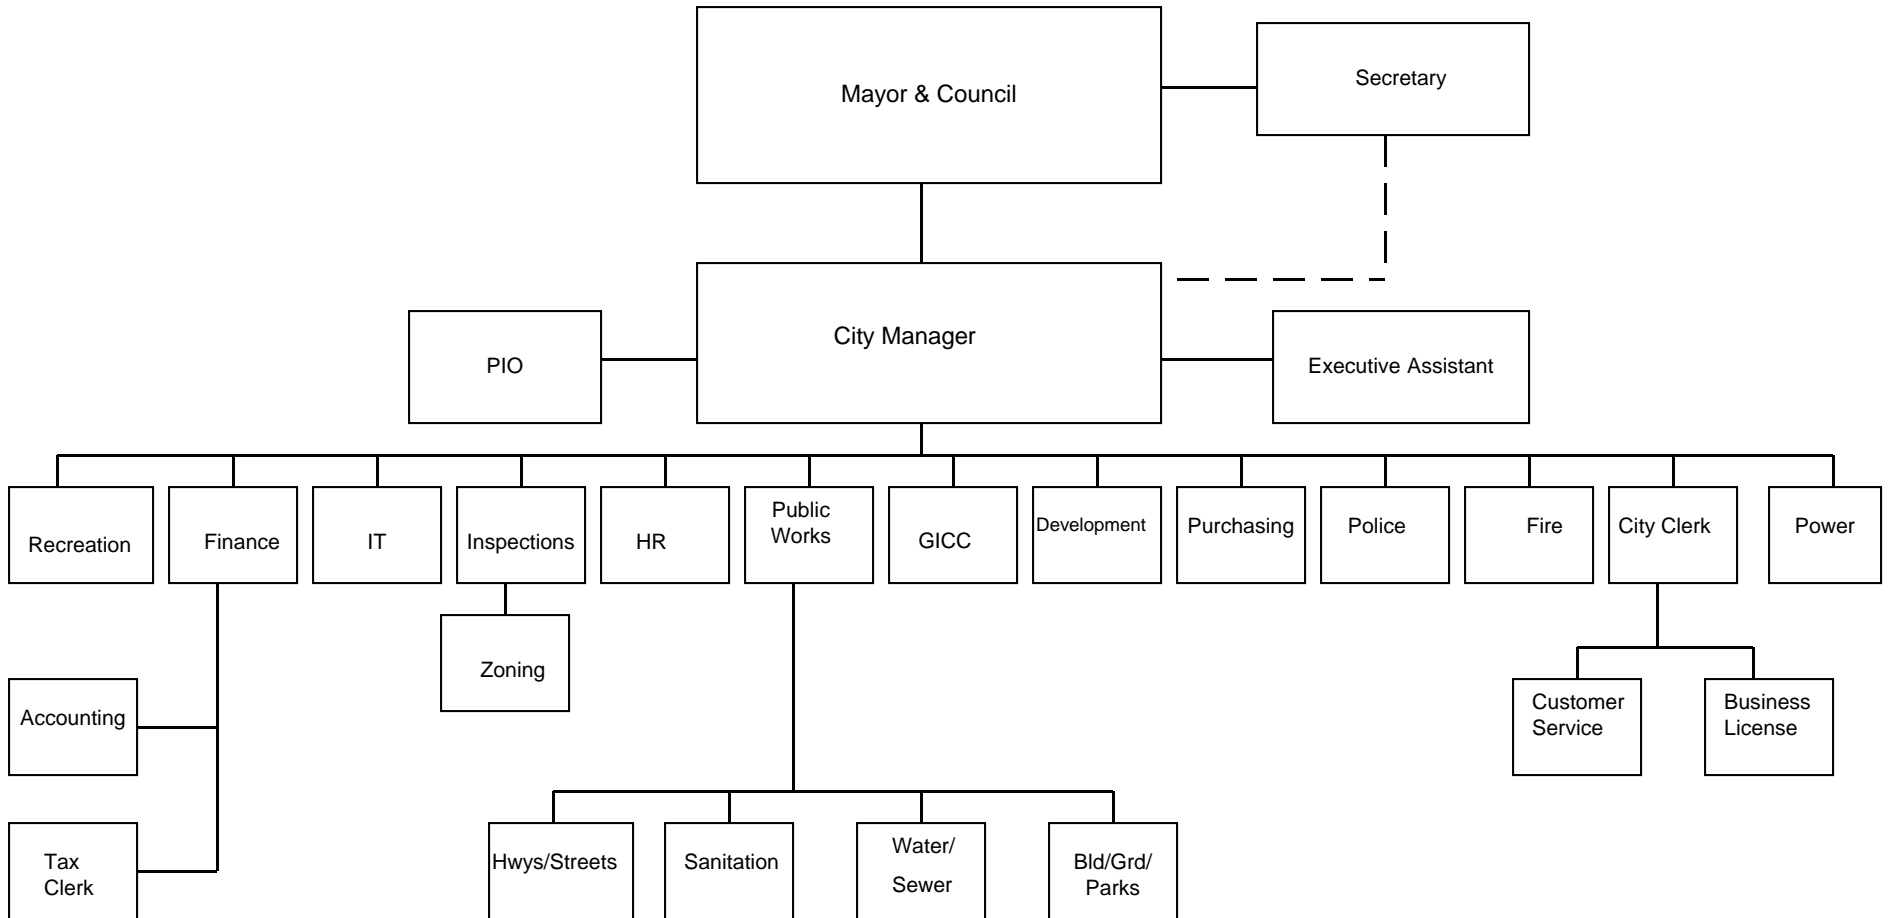 Mayor & Council
Secretary
City Manager
PIO
Executive Assistant
Recreation
Finance
IT
Inspections
HR
Public
Works
GICC
Development
Purchasing
Police
Fire
City Clerk
Power
Zoning
Accounting
Customer
Service
Business
License
Tax
Clerk
Hwys/Streets
Sanitation
Water/
Sewer
Bld/Grd/
Parks